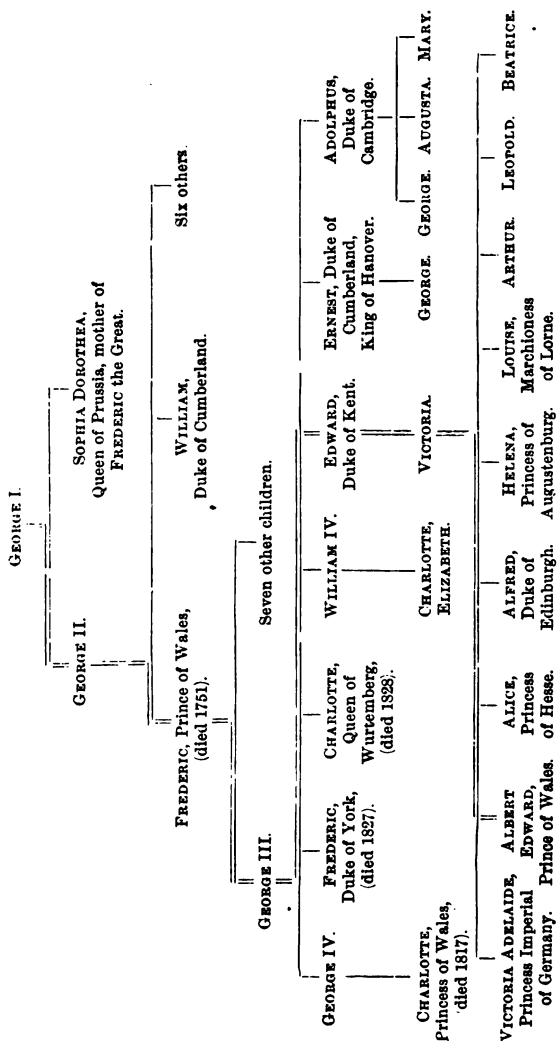 GEORGE I.
GEORGE II.
SOPHIA DOROTHEA,
Queen of Prussia, mother of
FREDERIC the Great.
FREDERIC, Prince of Wales,
(died 1751).
WILLIAM,
Duke of Cumberland.
Six others.
GEORGE III.
Seven other children.
GEORGE IV.
FREDERIC,
Duke of York,
(died 1827).
CHARLOTTE,
Queen of
Wurtemberg,
(died 1828).
WILLIAM IV.
EDWARD,
Duke of Kent.
ERNEST, Duke of
Cumberland,
King of Hanover.
ADOLPHUS,
Duke of
Cambridge.
CHARLOTTE,
Princess of Wales,
died 1817).
CHARLOTTE,
ELIZABETH.
VICTORIA.
GEORGE.
GEORGE.
AUGUSTA.
MARY.
VICTORIA ADELAIDE,
Princess Imperial
of Germany.
ALBERT
EDWARD,
Prince of Wales.
ALICE,
Princess
of Hesse.
ALFRED,
Duke of
Edinburgh.
HELENA,
Princess of
Augustenburg.
LOUISE,
Marchioness
of Lorne.
ARTHUR.
LEOPOLD.
BEATRICE.